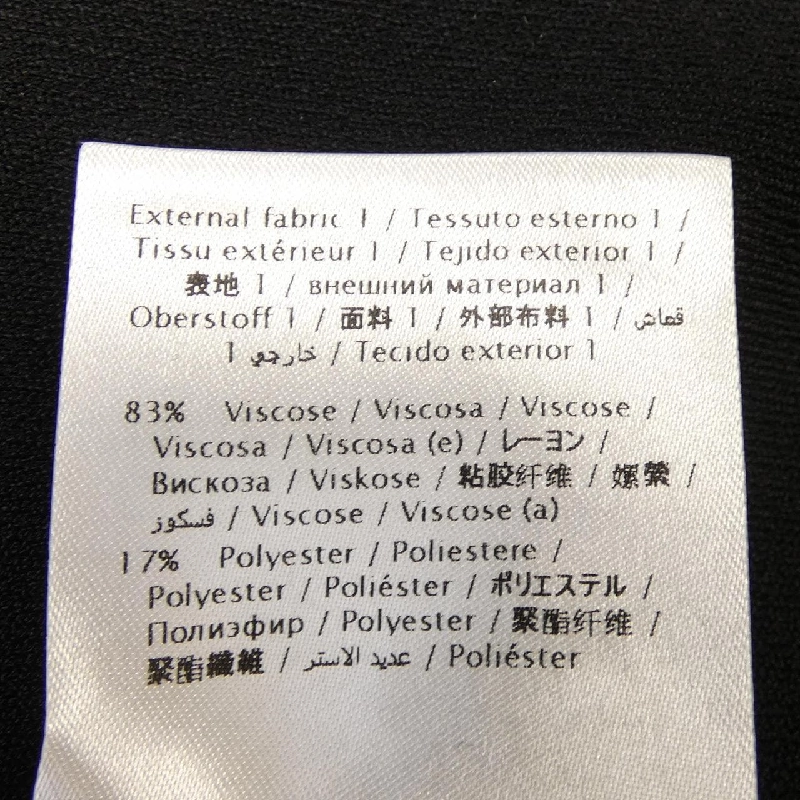 External fabric 1 / Tessuto esterno 1 /
Tissu extérieur 1 / Tejido exterior 1 /
表地 1 / внешний материал 1 /
Oberstoff 1 / 面料 1 / 外部布料 1 / قماش
خارجي 1 / Tecido exterior 1
83% Viscose / Viscosa / Viscose /
Viscosa / Viscosa (e) / レーヨン /
Вискоза / Viskose / 粘胶纤维 / 嫘縈 /
فسكوز / Viscose / Viscose (a)
17% Polyester / Poliestere /
Polyester / Poliéster / ポリエステル /
Полиэфир / Polyester / 聚酯纤维 /
聚酯纖維 / عديد الاستر / Poliéster